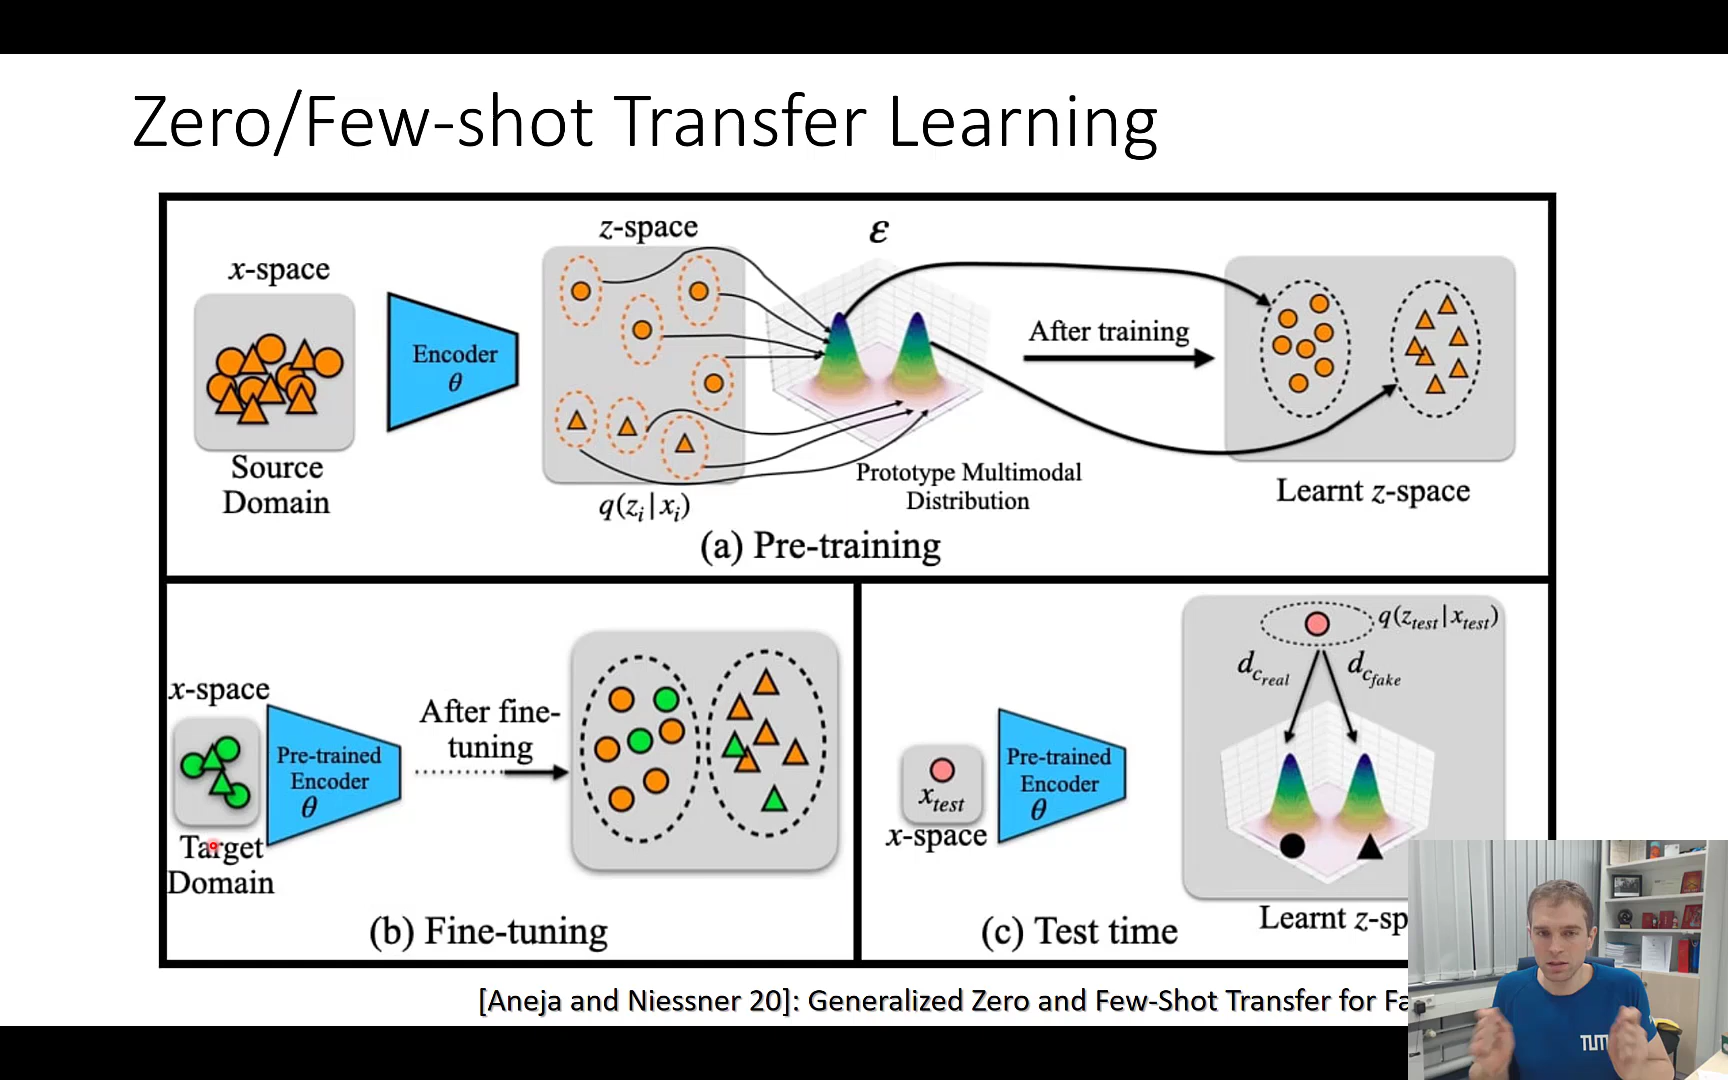 Zero/Few-shot Transfer Learning
x-space
z-space
ε
Encoder
θ
After training
Source
Domain
q(z_i|x_i)
Prototype Multimodal
Distribution
Learnt z-space
(a) Pre-training
x-space
Pre-trained
Encoder
θ
After fine-
tuning
Target
Domain
(b) Fine-tuning
q(z_test|x_test)
d_c_real
d_c_fake
Pre-trained
Encoder
θ
x_test
x-space
Learnt z-sp
(c) Test time
[Aneja and Niessner 20]: Generalized Zero and Few-Shot Transfer for Fa
TUM